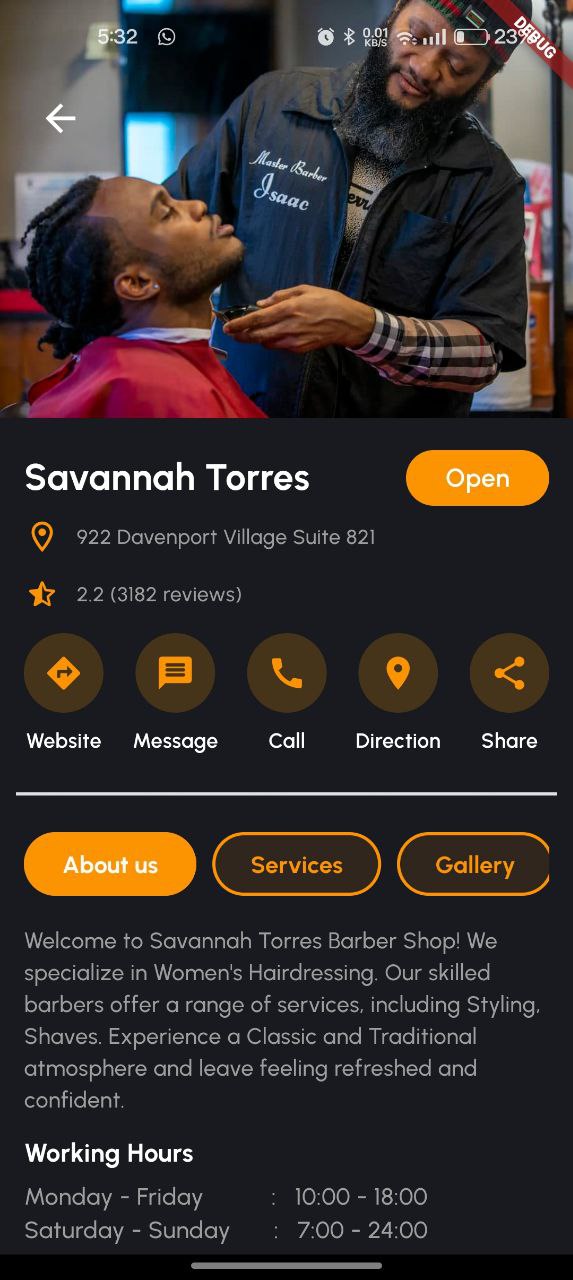 5:32
0.01
KB/S
23%
DEBUG
Master Barber
Isaac
Savannah Torres
Open
922 Davenport Village Suite 821
2.2 (3182 reviews)
Website Message Call Direction Share
About us Services Gallery
Welcome to Savannah Torres Barber Shop! We
specialize in Women's Hairdressing. Our skilled
barbers offer a range of services, including Styling,
Shaves. Experience a Classic and Traditional
atmosphere and leave feeling refreshed and
confident.
Working Hours
Monday - Friday : 10:00 - 18:00
Saturday - Sunday : 7:00 - 24:00